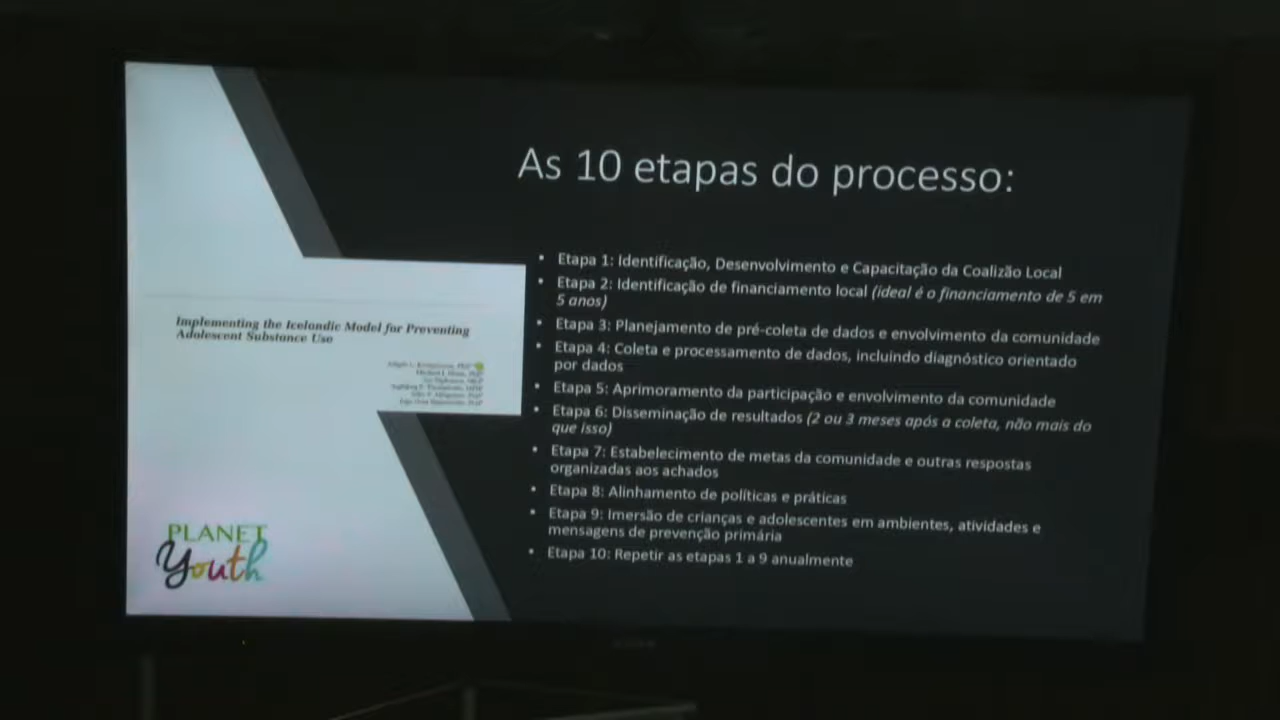 As 10 etapas do processo:
• Etapa 1: Identificação, Desenvolvimento e Capacitação da Coalizão Local
• Etapa 2: Identificação de financiamento local (ideal é o financiamento de 5 em
5 anos)
• Etapa 3: Planejamento de pré-coleta de dados e envolvimento da comunidade
• Etapa 4: Coleta e processamento de dados, incluindo diagnóstico orientado
por dados
• Etapa 5: Aprimoramento da participação e envolvimento da comunidade
• Etapa 6: Disseminação de resultados (2 ou 3 meses após a coleta, não mais do
que isso)
• Etapa 7: Estabelecimento de metas da comunidade e outras respostas
organizadas aos achados
• Etapa 8: Alinhamento de políticas e práticas
• Etapa 9: Imersão de crianças e adolescentes em ambientes, atividades e
mensagens de prevenção primária
• Etapa 10: Repetir as etapas 1 a 9 anualmente
Implementing the Icelandic Model for Preventing
Adolescent Substance Use
PLANET
Youth